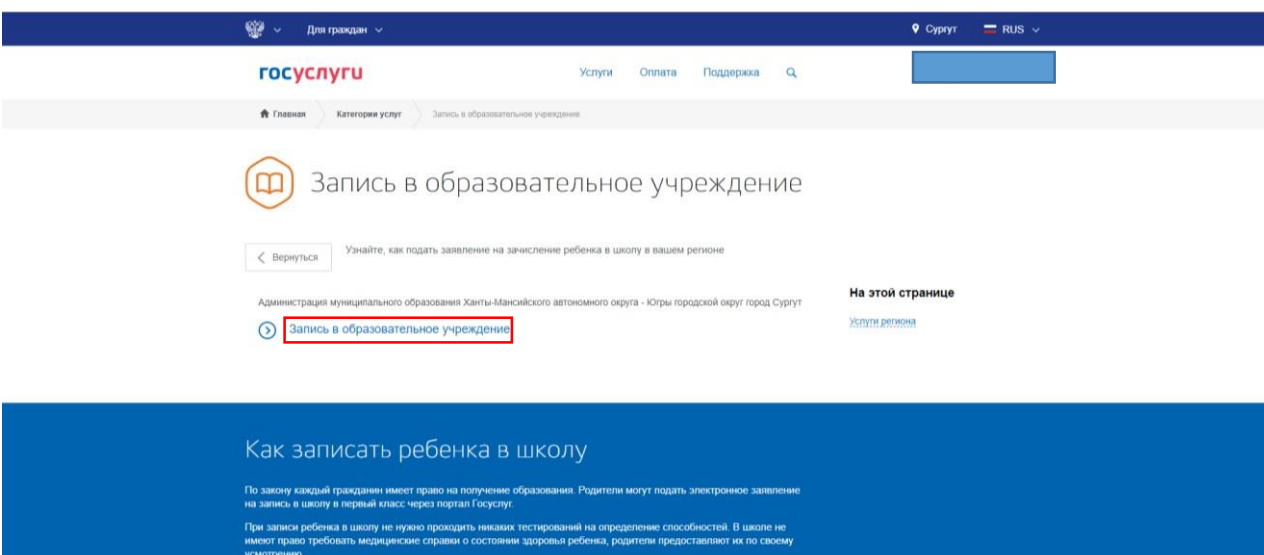 Для граждан
Сургут
RUS
госуслуги
Услуги
Оплата
Поддержка
Главная
Категории услуг
Запись в образовательное учреждение
Запись в образовательное учреждение
Вернуться
Узнайте, как подать заявление на зачисление ребенка в школу в вашем регионе
Администрация муниципального образования Ханты-Мансийского автономного округа - Югры городской округ город Сургут
Запись в образовательное учреждение
На этой странице
Услуги региона
Как записать ребенка в школу
По закону каждый гражданин имеет право на получение образования. Родители могут подать электронное заявление
на запись в школу в первый класс через портал Госуслуг.
При записи ребенка в школу не нужно проходить никаких тестирований на определение способностей. В школе не
имеют право требовать медицинские справки о состоянии здоровья ребенка, родители предоставляют их по своему
усмотрению.